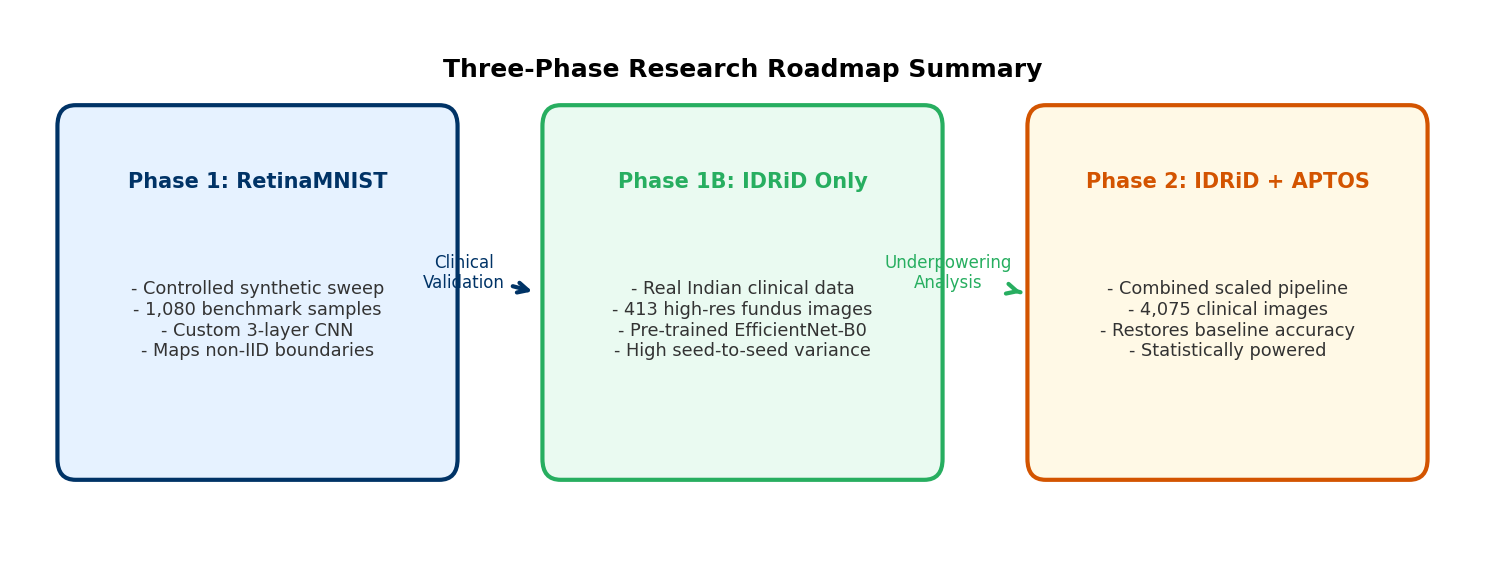 Three-Phase Research Roadmap Summary
Phase 1: RetinaMNIST
- Controlled synthetic sweep
- 1,080 benchmark samples
- Custom 3-layer CNN
- Maps non-IID boundaries
Clinical
Validation
Phase 1B: IDRiD Only
- Real Indian clinical data
- 413 high-res fundus images
- Pre-trained EfficientNet-B0
- High seed-to-seed variance
Underpowering
Analysis
Phase 2: IDRiD + APTOS
- Combined scaled pipeline
- 4,075 clinical images
- Restores baseline accuracy
- Statistically powered